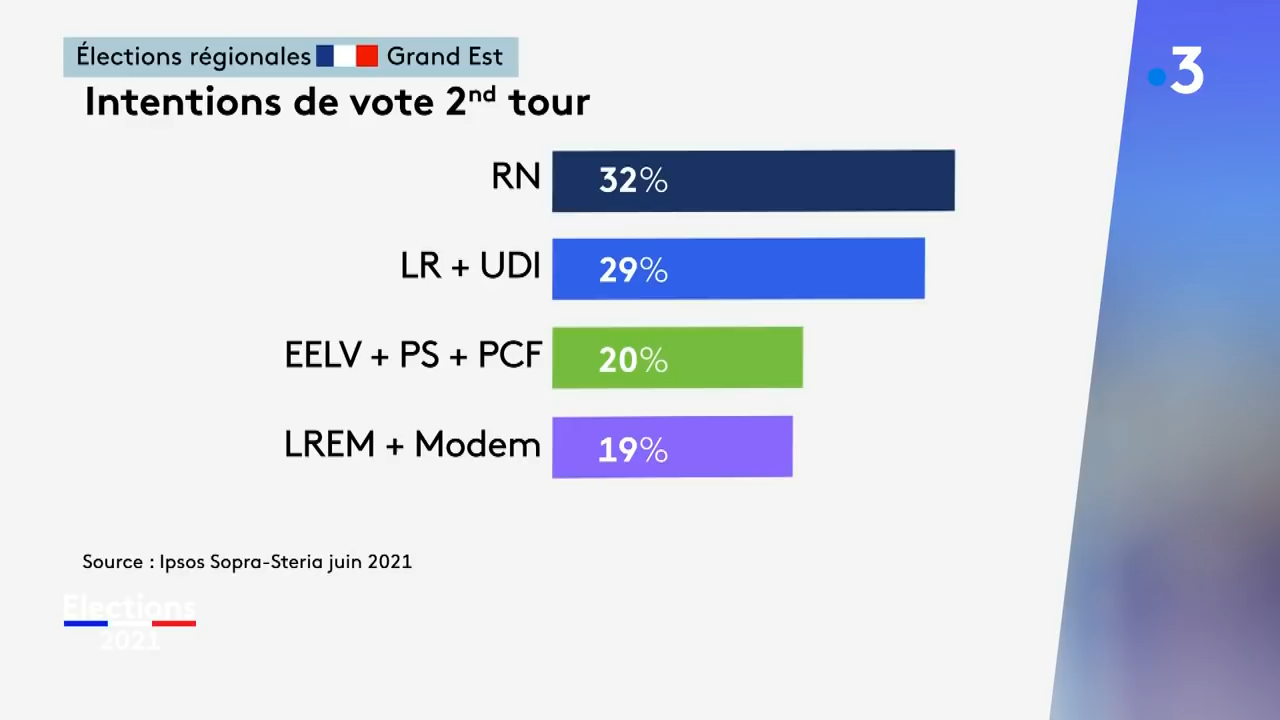 Élections régionales Grand Est
3
Intentions de vote 2nd tour
RN 32%
LR + UDI 29%
EELV + PS + PCF 20%
LREM + Modem 19%
Source : Ipsos Sopra-Steria juin 2021
Elections
2021